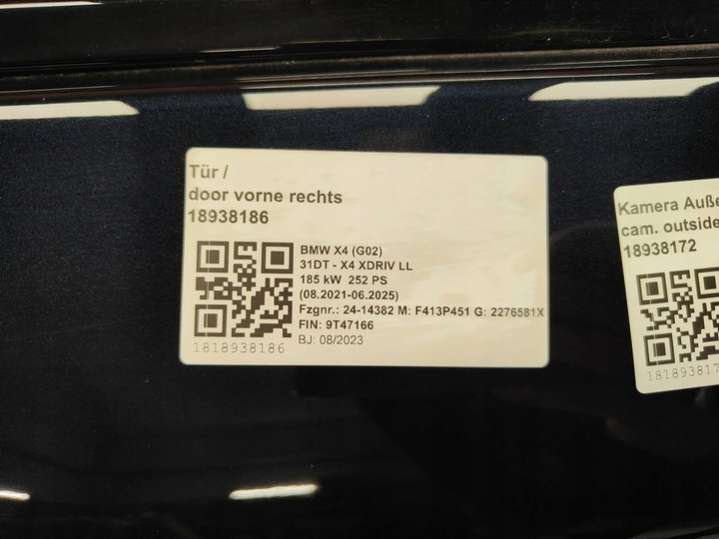 Tür /
door vorne rechts
18938186
BMW X4 (G02)
31DT - X4 XDRIV LL
185 kW 252 PS
(08.2021-06.2025)
Fzgnr.: 24-14382 M: F413P451 G: 2276581X
FIN: 9T47166
BJ: 08/2023
1818938186
Kamera Auße
cam. outside
18938172
181893817